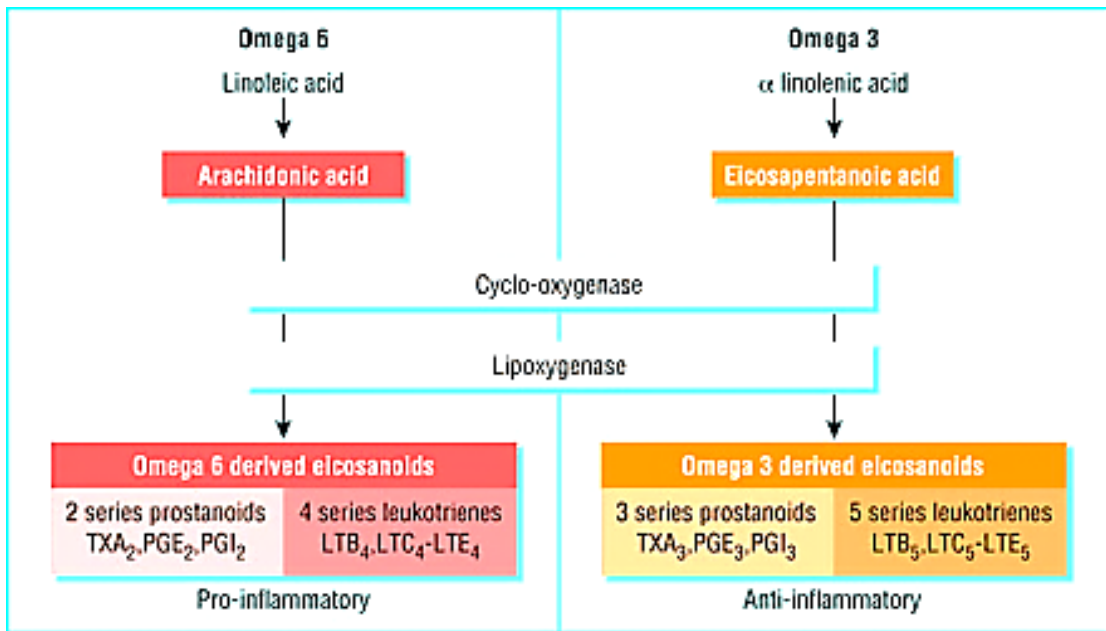 Omega 6
Linoleic acid
Arachidonic acid
Omega 3
α linolenic acid
Eicosapentanoic acid
Cyclo-oxygenase
Lipoxygenase
Omega 6 derived eicosanoids
2 series prostanoids
TXA₂,PGE₂,PGI₂
4 series leukotrienes
LTB₄,LTC₄-LTE₄
Pro-inflammatory
Omega 3 derived eicosanoids
3 series prostanoids
TXA₃,PGE₃,PGI₃
5 series leukotrienes
LTB₅,LTC₅-LTE₅
Anti-inflammatory